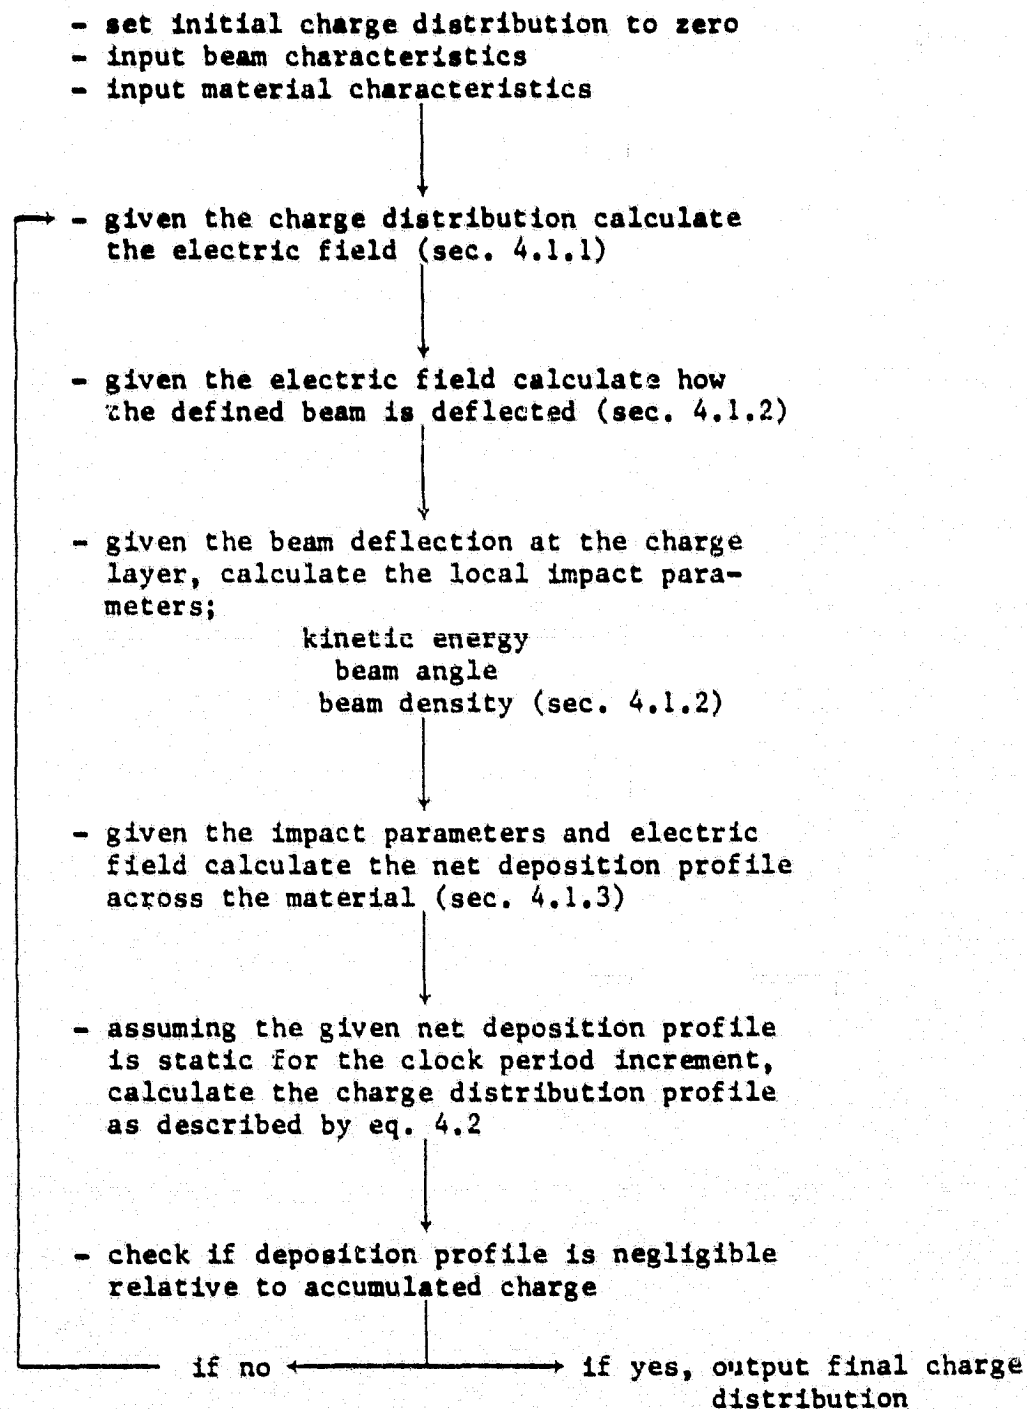 - set initial charge distribution to zero
- input beam characteristics
- input material characteristics
- given the charge distribution calculate
the electric field (sec. 4.1.1)
- given the electric field calculate how
the defined beam is deflected (sec. 4.1.2)
- given the beam deflection at the charge
layer, calculate the local impact para-
meters;
kinetic energy
beam angle
beam density (sec. 4.1.2)
- given the impact parameters and electric
field calculate the net deposition profile
across the material (sec. 4.1.3)
- assuming the given net deposition profile
is static for the clock period increment,
calculate the charge distribution profile
as described by eq. 4.2
- check if deposition profile is negligible
relative to accumulated charge
if no
if yes, output final charge
distribution